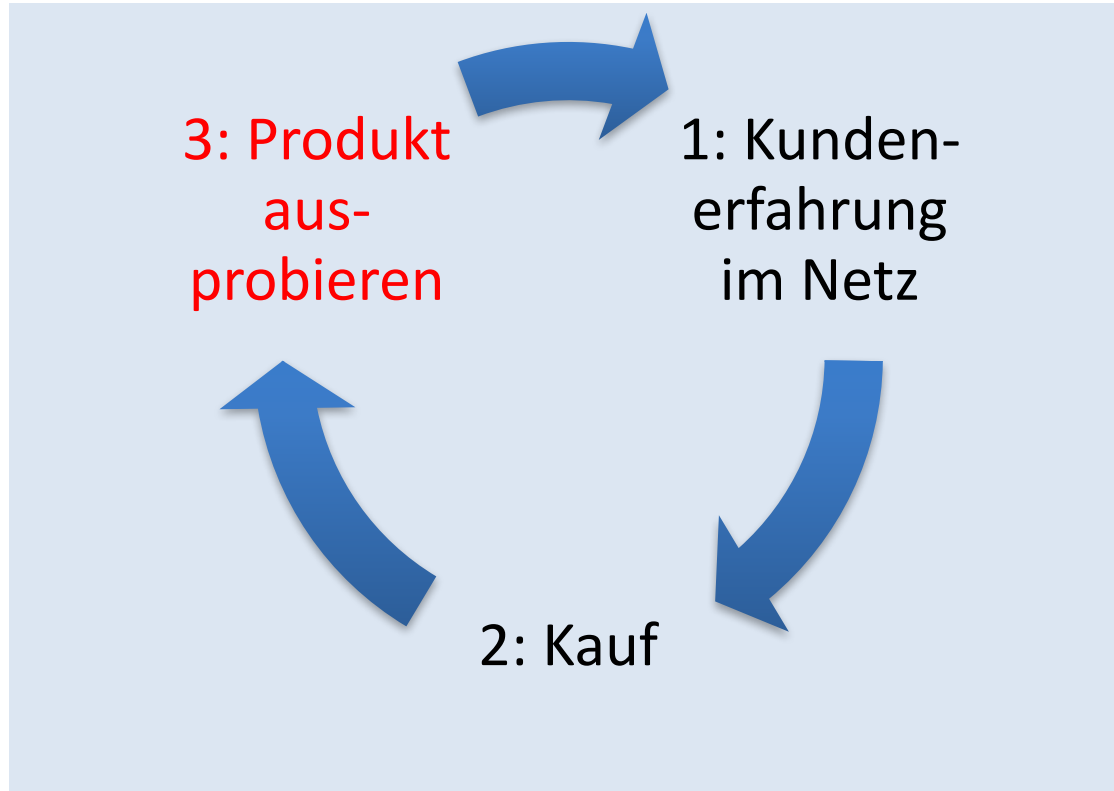 1: Kunden-
erfahrung
im Netz
2: Kauf
3: Produkt
aus-
probieren